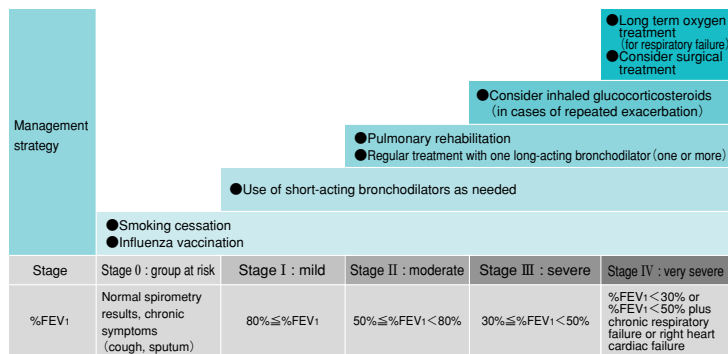 ●Long term oxygen
treatment
(for respiratory failure)
●Consider surgical
treatment
●Consider inhaled glucocorticosteroids
(in cases of repeated exacerbation)
Management
strategy
●Pulmonary rehabilitation
●Regular treatment with one long-acting bronchodilator(one or more)
●Use of short-acting bronchodilators as needed
●Smoking cessation
●Influenza vaccination
Stage
Stage 0 : group at risk
Stage Ⅰ : mild
Stage Ⅱ : moderate
Stage Ⅲ : severe
Stage Ⅳ : very severe
%FEV₁
Normal spirometry
results, chronic
symptoms
(cough, sputum)
80%≦%FEV₁
50%≦%FEV₁<80%
30%≦%FEV₁<50%
%FEV₁<30% or
%FEV₁<50% plus
chronic respiratory
failure or right heart
cardiac failure